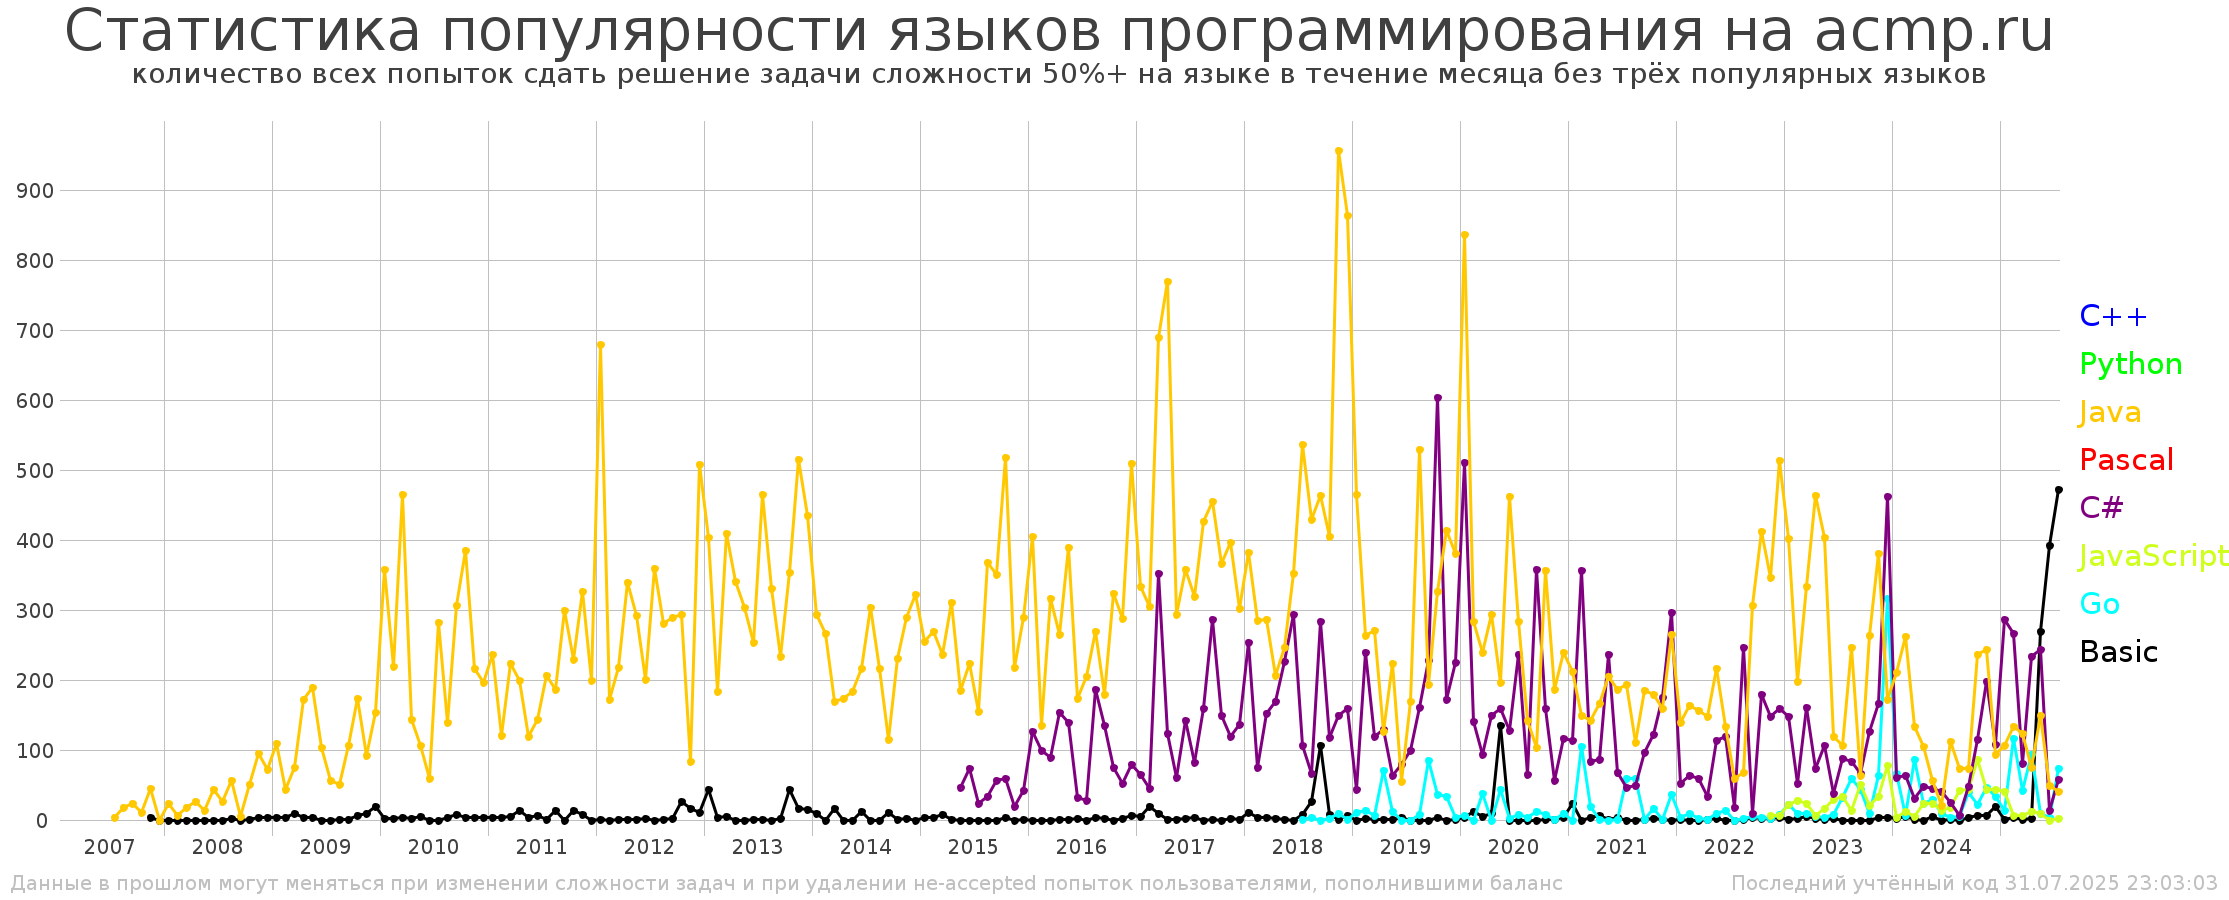 Статистика популярности языков программирования на acmp.ru
количество всех попыток сдать решение задачи сложности 50%+ на языке в течение месяца без трёх популярных языков
900
800
700
600
500
400
300
200
100
0
2007 2008 2009 2010 2011 2012 2013 2014 2015 2016 2017 2018 2019 2020 2021 2022 2023 2024
C++
Python
Java
Pascal
C#
JavaScript
Go
Basic
Данные в прошлом могут меняться при изменении сложности задач и при удалении не-accepted попыток пользователями, пополнившими баланс
Последний учтённый код 31.07.2025 23:03:03